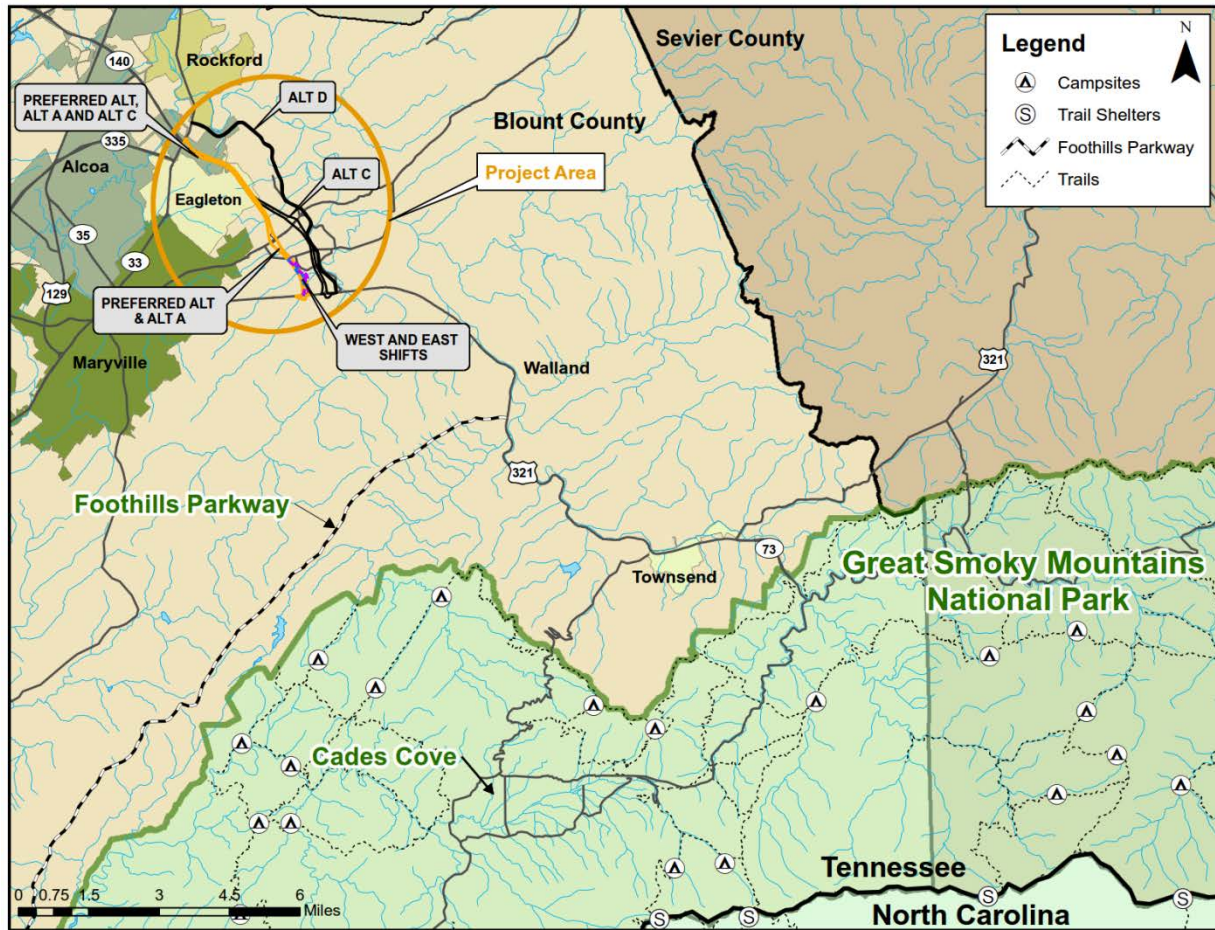 Sevier County
Legend
N
Campsites
S Trail Shelters
Foothills Parkway
Trails
140
Rockford
PREFERRED ALT,
ALT A AND ALT C
ALT D
Blount County
335
Alcoa
ALT C
Project Area
Eagleton
35
33
129
PREFERRED ALT
& ALT A
WEST AND EAST
SHIFTS
Maryville
Walland
321
321
Foothills Parkway
73
Townsend
Great Smoky Mountains
National Park
Cades Cove
Tennessee
North Carolina
0 0.75 1.5 3 4.5 6
Miles
S
S
S
S